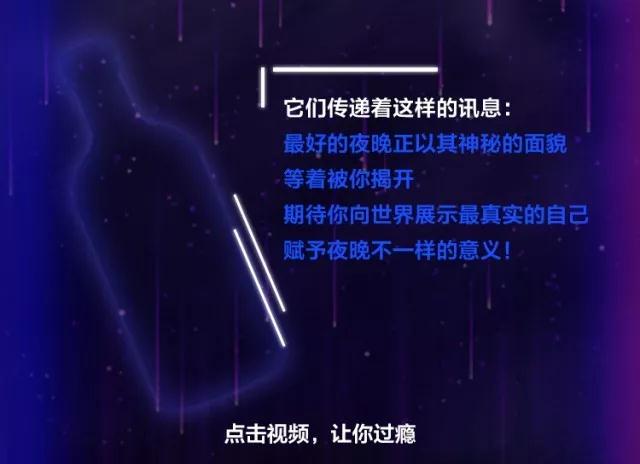 它们传递着这样的讯息：
最好的夜晚正以其神秘的面貌
等着被你揭开
期待你向世界展示最真实的自己
赋予夜晚不一样的意义！
点击视频，让你过瘾